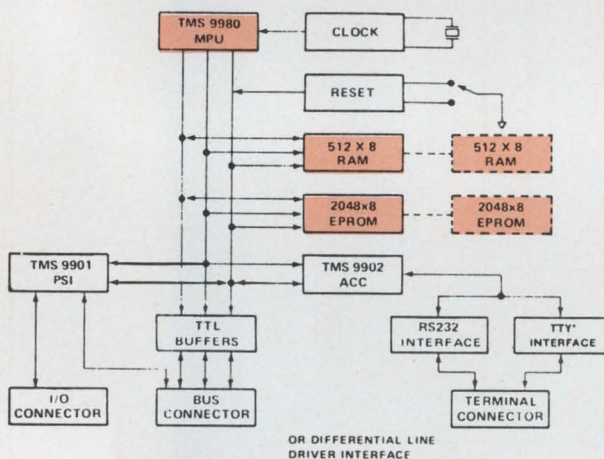 TMS 9980
MPU
CLOCK
RESET
512 X 8
RAM
512 X 8
RAM
2048x8
EPROM
2048x8
EPROM
TMS 9901
PSI
TMS 9902
ACC
TTL
BUFFERS
RS232
INTERFACE
TTY*
INTERFACE
I/O
CONNECTOR
BUS
CONNECTOR
TERMINAL
CONNECTOR
OR DIFFERENTIAL LINE
DRIVER INTERFACE